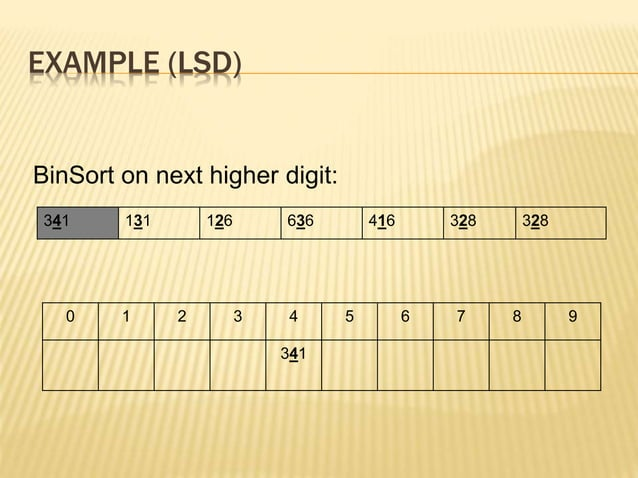 EXAMPLE (LSD)
BinSort on next higher digit:
341 131 126 636 416 328 328
0 1 2 3 4 5 6 7 8 9
341